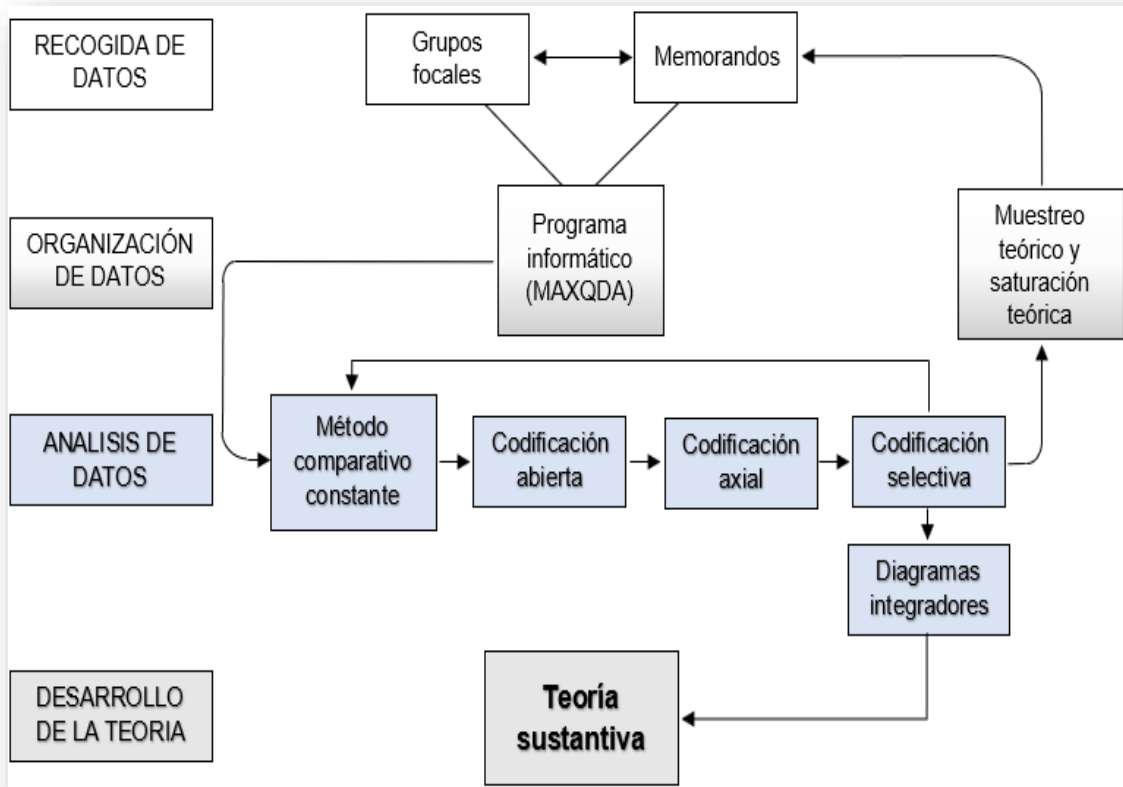 RECOGIDA DE
DATOS
Grupos
focales
Memorandos
ORGANIZACIÓN
DE DATOS
Programa
informático
(MAXQDA)
Muestreo
teórico y
saturación
teórica
ANALISIS DE
DATOS
Método
comparativo
constante
Codificación
abierta
Codificación
axial
Codificación
selectiva
Diagramas
integradores
DESARROLLO
DE LA TEORIA
Teoría
sustantiva